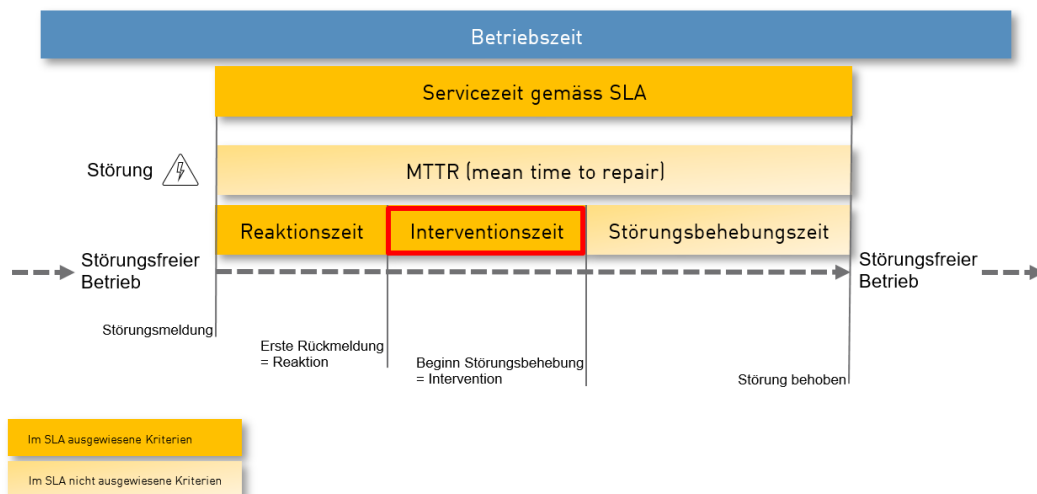 Betriebszeit
Servicezeit gemäss SLA
Störung
MTTR (mean time to repair)
Reaktionszeit
Interventionszeit
Störungsbehebungszeit
Störungsfreier
Betrieb
Störungsfreier
Betrieb
Störungsmeldung
Erste Rückmeldung
= Reaktion
Beginn Störungsbehebung
= Intervention
Störung behoben
Im SLA ausgewiesene Kriterien
Im SLA nicht ausgewiesene Kriterien